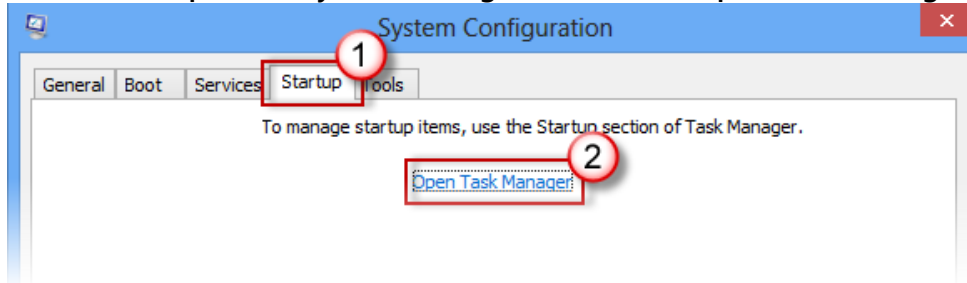 System Configuration
1
General Boot Services Startup Tools
To manage startup items, use the Startup section of Task Manager.
2
Open Task Manager